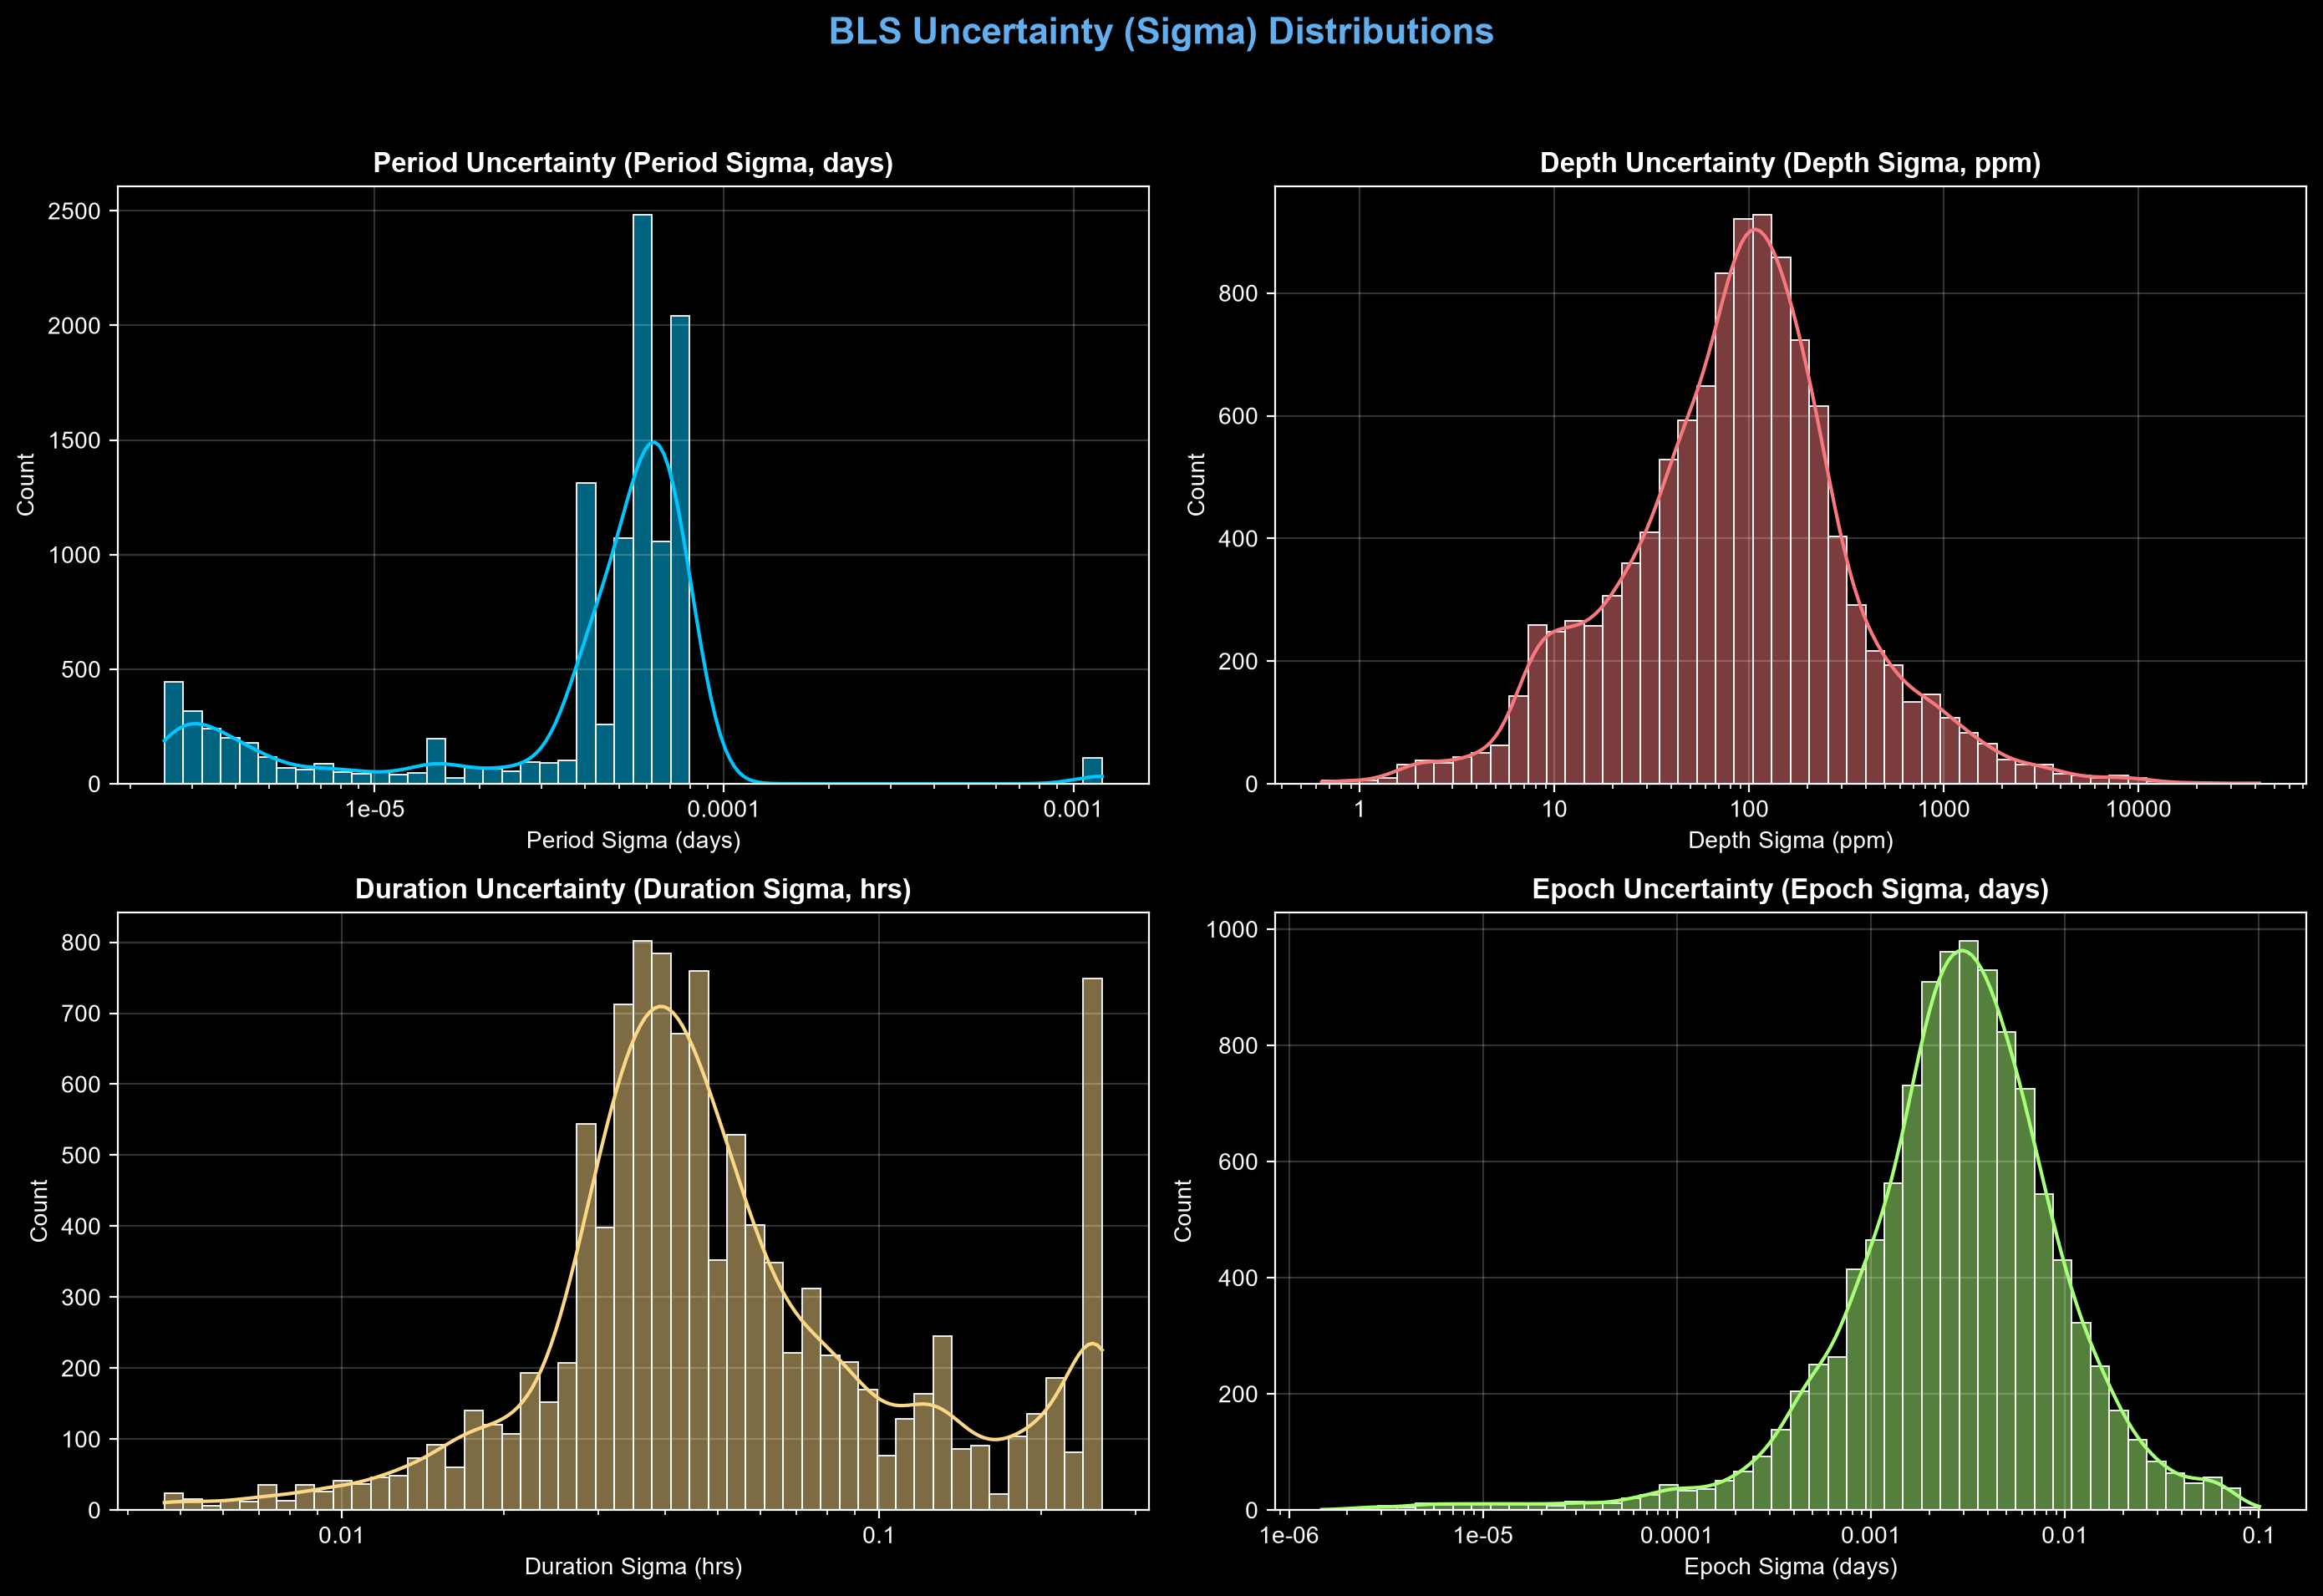 BLS Uncertainty (Sigma) Distributions
Period Uncertainty (Period Sigma, days)
2500
2000
1500
1000
500
0
Count
1e-05
0.0001
0.001
Period Sigma (days)
Depth Uncertainty (Depth Sigma, ppm)
800
600
400
200
0
Count
1
10
100
1000
10000
Depth Sigma (ppm)
Duration Uncertainty (Duration Sigma, hrs)
800
700
600
500
400
300
200
100
0
Count
0.01
0.1
Duration Sigma (hrs)
Epoch Uncertainty (Epoch Sigma, days)
1000
800
600
400
200
0
Count
1e-06
1e-05
0.0001
0.001
0.01
0.1
Epoch Sigma (days)